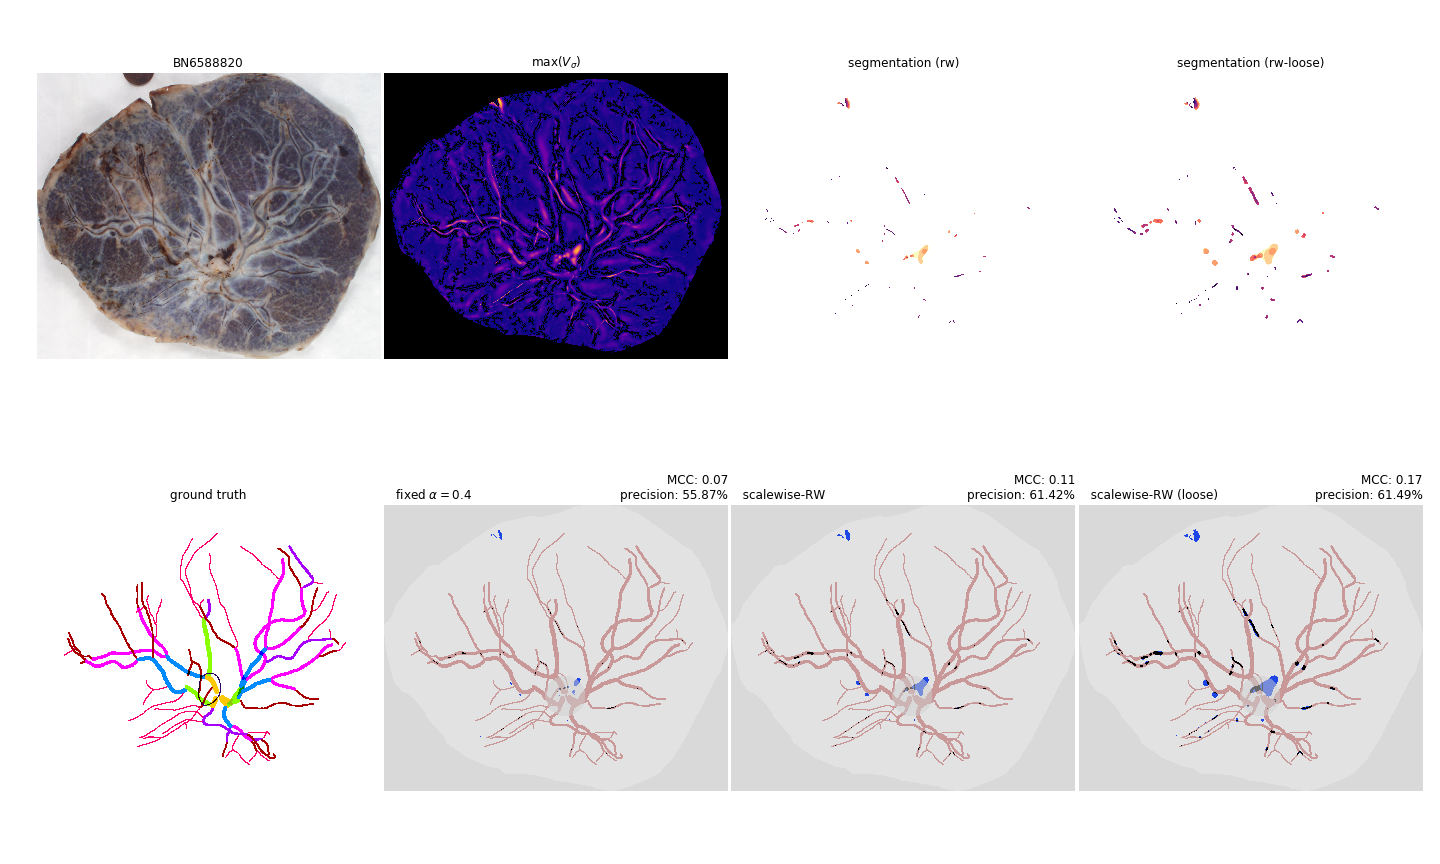 BN6588820
max(V_σ)
segmentation (rw)
segmentation (rw-loose)
ground truth
fixed α = 0.4
MCC: 0.07
precision: 55.87%
scalewise-RW
MCC: 0.11
precision: 61.42%
scalewise-RW (loose)
MCC: 0.17
precision: 61.49%